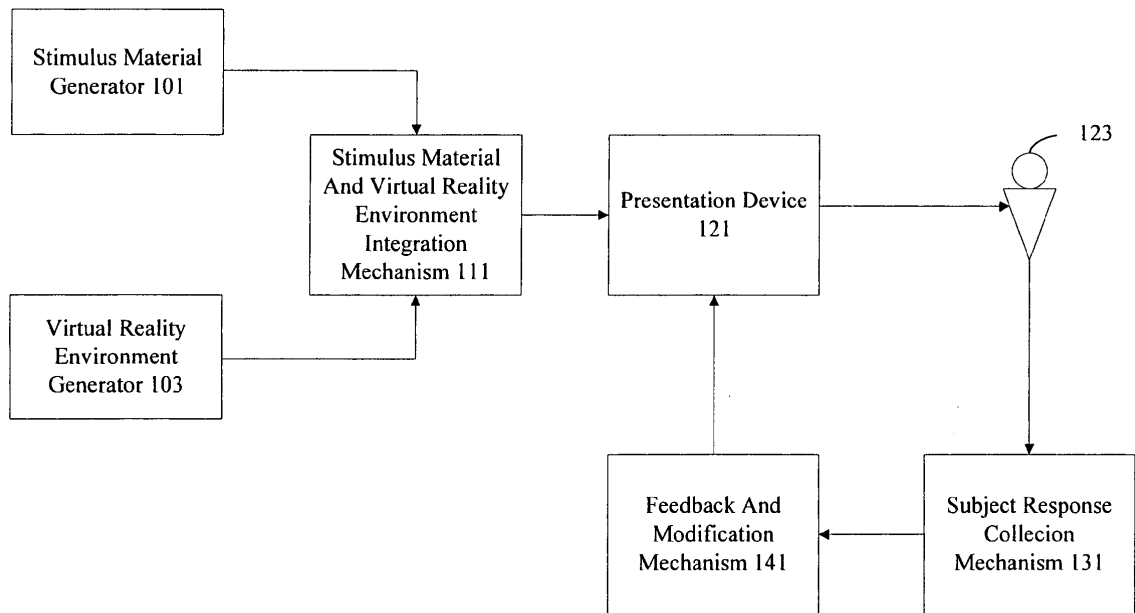 Stimulus Material
Generator 101
Stimulus Material
And Virtual Reality
Environment
Integration
Mechanism 111
Presentation Device
121
123
Virtual Reality
Environment
Generator 103
Feedback And
Modification
Mechanism 141
Subject Response
Collecion
Mechanism 131